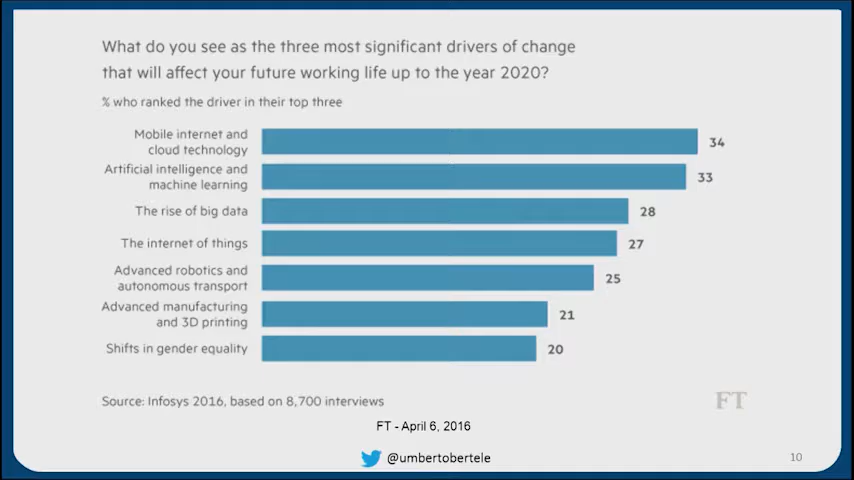 What do you see as the three most significant drivers of change
that will affect your future working life up to the year 2020?
% who ranked the driver in their top three
Mobile internet and
cloud technology
34
Artificial intelligence and
machine learning
33
The rise of big data
28
The internet of things
27
Advanced robotics and
autonomous transport
25
Advanced manufacturing
and 3D printing
21
Shifts in gender equality
20
Source: Infosys 2016, based on 8,700 interviews
FT
FT - April 6, 2016
@umbertobertele
10